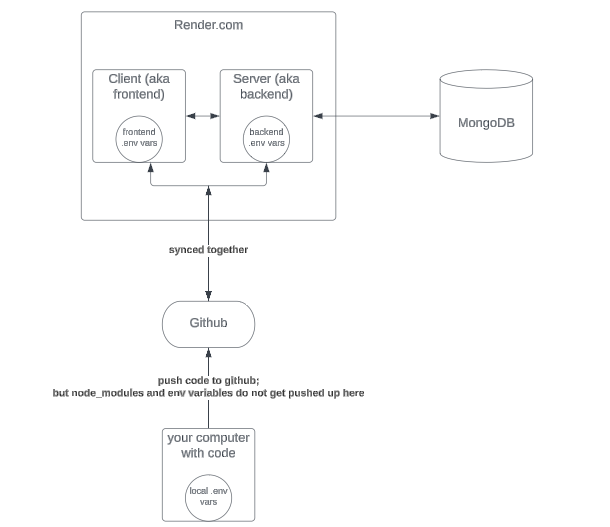 Render.com
Client (aka
frontend)
Server (aka
backend)
frontend
.env vars
backend
.env vars
MongoDB
synced together
Github
push code to github;
but node_modules and env variables do not get pushed up here
your computer
with code
local .env
vars